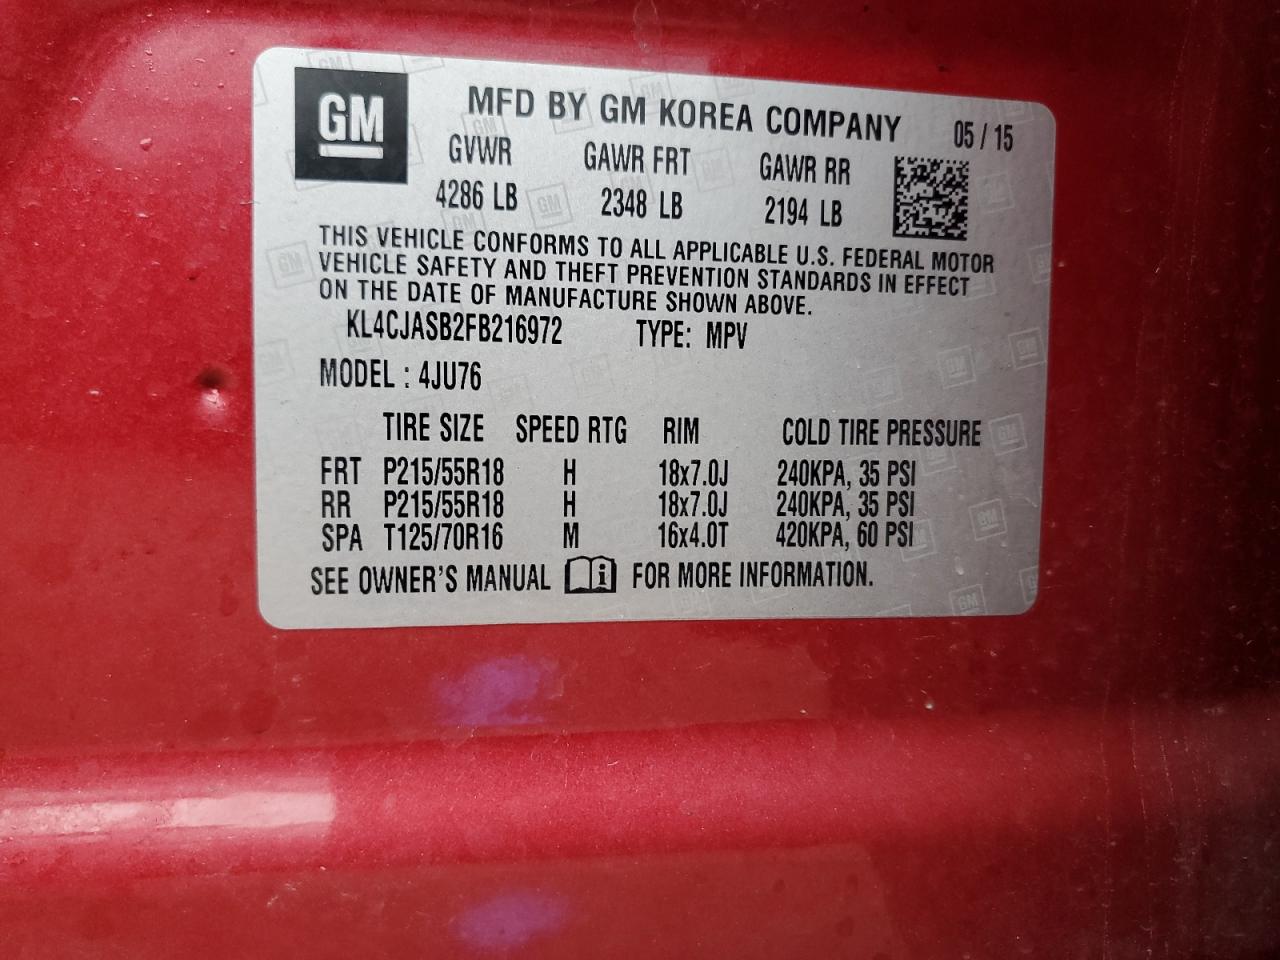 GM
MFD BY GM KOREA COMPANY 05 / 15
GVWR GAWR FRT GAWR RR
4286 LB 2348 LB 2194 LB
THIS VEHICLE CONFORMS TO ALL APPLICABLE U.S. FEDERAL MOTOR
VEHICLE SAFETY AND THEFT PREVENTION STANDARDS IN EFFECT
ON THE DATE OF MANUFACTURE SHOWN ABOVE.
KL4CJASB2FB216972 TYPE: MPV
MODEL : 4JU76
TIRE SIZE SPEED RTG RIM COLD TIRE PRESSURE
FRT P215/55R18 H 18x7.0J 240KPA, 35 PSI
RR P215/55R18 H 18x7.0J 240KPA, 35 PSI
SPA T125/70R16 M 16x4.0T 420KPA, 60 PSI
SEE OWNER'S MANUAL i FOR MORE INFORMATION.